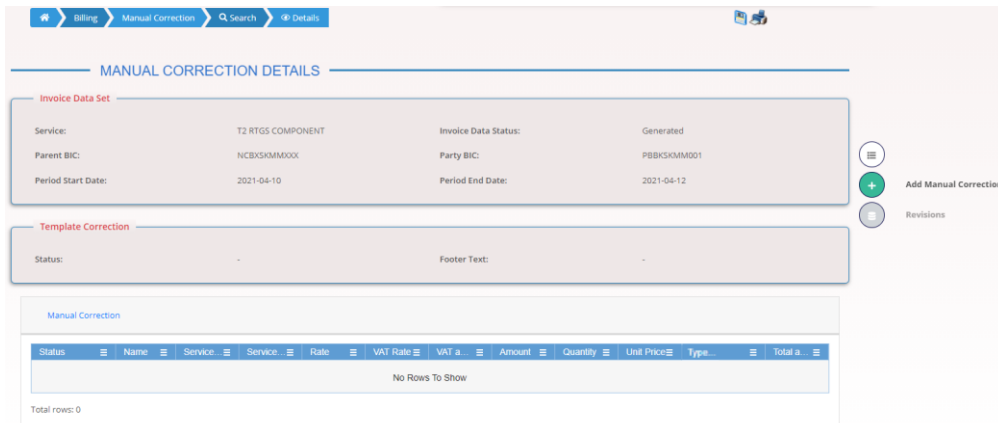 Billing Manual Correction Search Details
MANUAL CORRECTION DETAILS
Invoice Data Set
Service: T2 RTGS COMPONENT Invoice Data Status: Generated
Parent BIC: NCBXSKMMXXX Party BIC: PBBKSKMM001
Period Start Date: 2021-04-10 Period End Date: 2021-04-12
Add Manual Correction
Revisions
Template Correction
Status: - Footer Text: -
Manual Correction
Status Name Service... Service... Rate VAT Rate VAT a... Amount Quantity Unit Price Type... Total a...
No Rows To Show
Total rows: 0